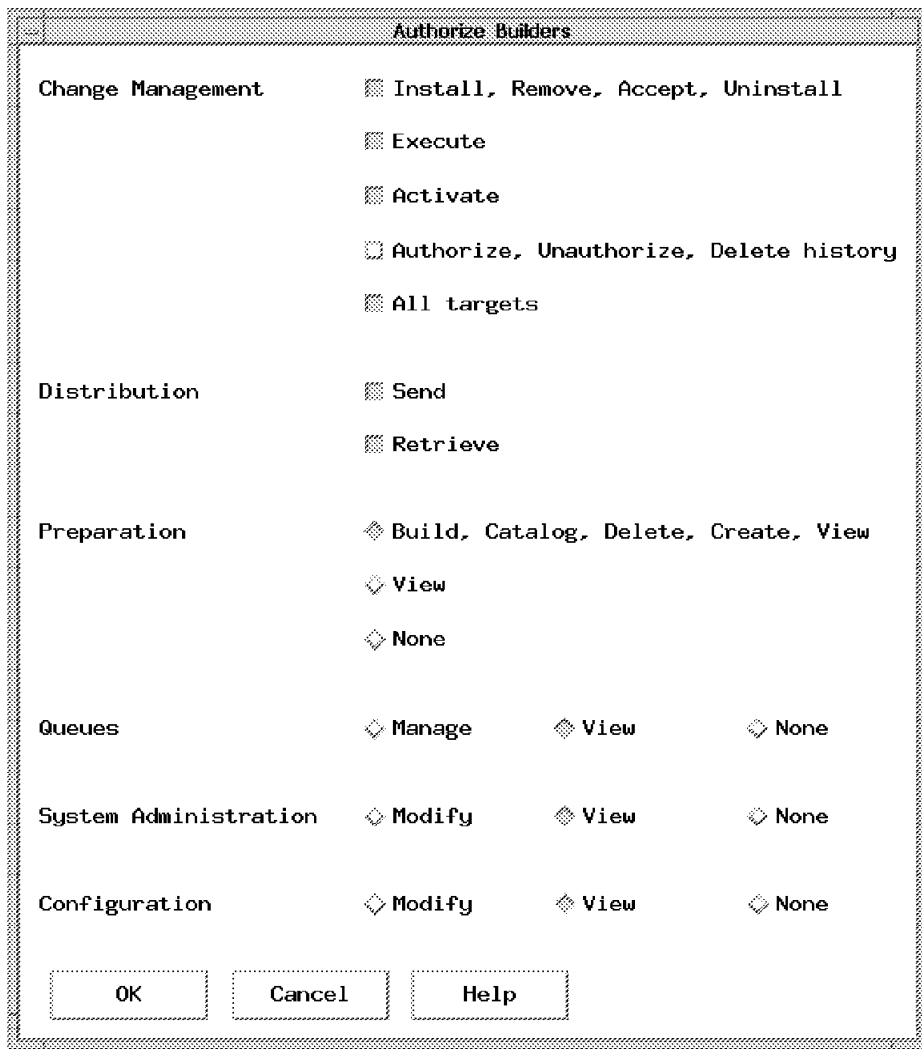 Authorize Builders
Change Management Install, Remove, Accept, Uninstall
Execute
Activate
Authorize, Unauthorize, Delete history
All targets
Distribution Send
Retrieve
Preparation Build, Catalog, Delete, Create, View
View
None
Queues Manage View None
System Administration Modify View None
Configuration Modify View None
OK Cancel Help